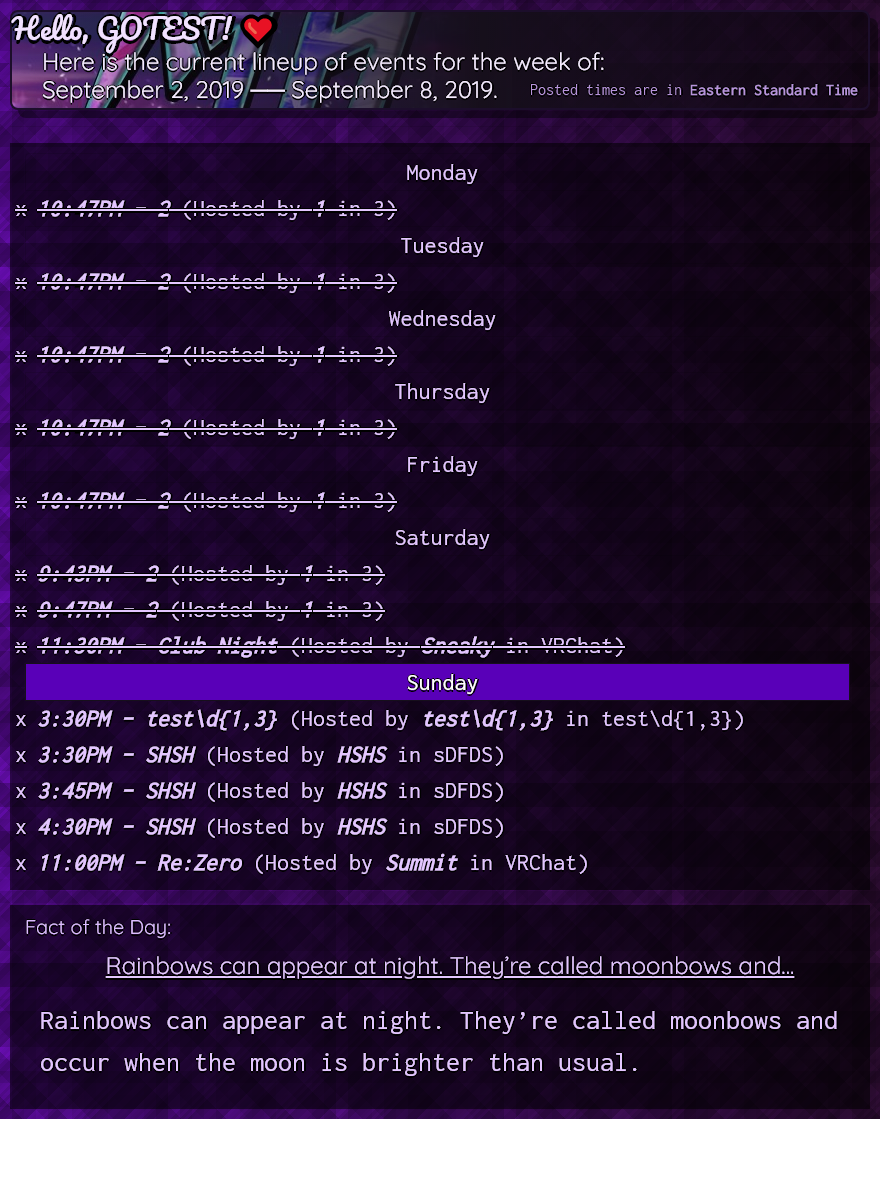 Hello, GOTEST! ❤️
Here is the current lineup of events for the week of:
September 2, 2019 —— September 8, 2019.
Posted times are in Eastern Standard Time
Monday
x 10:47PM - 2 (Hosted by 1 in 3)
Tuesday
x 10:47PM - 2 (Hosted by 1 in 3)
Wednesday
x 10:47PM - 2 (Hosted by 1 in 3)
Thursday
x 10:47PM - 2 (Hosted by 1 in 3)
Friday
x 10:47PM - 2 (Hosted by 1 in 3)
Saturday
x 9:43PM - 2 (Hosted by 1 in 3)
x 9:47PM - 2 (Hosted by 1 in 3)
x 11:30PM - Club Night (Hosted by Sneaky in VRChat)
Sunday
x 3:30PM - test\d{1,3} (Hosted by test\d{1,3} in test\d{1,3})
x 3:30PM - SHSH (Hosted by HSHS in sDFDS)
x 3:45PM - SHSH (Hosted by HSHS in sDFDS)
x 4:30PM - SHSH (Hosted by HSHS in sDFDS)
x 11:00PM - Re:Zero (Hosted by Summit in VRChat)
Fact of the Day:
Rainbows can appear at night. They’re called moonbows and...
Rainbows can appear at night. They’re called moonbows and
occur when the moon is brighter than usual.